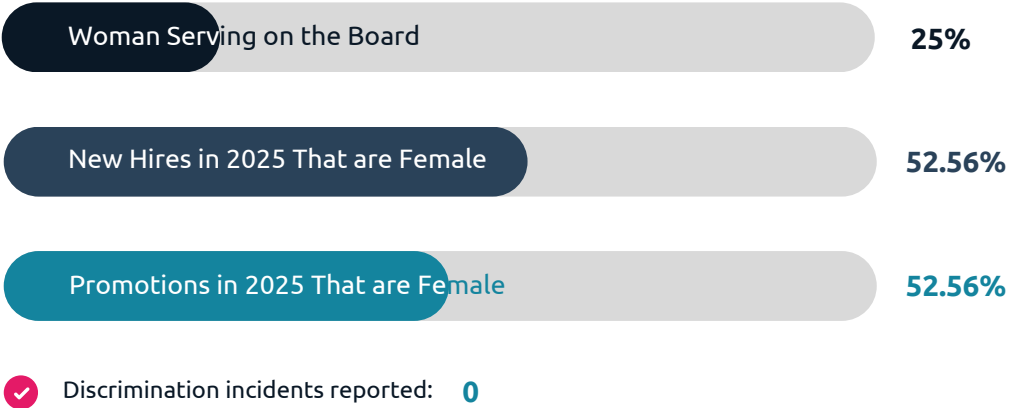 Woman Serving on the Board 25%
New Hires in 2025 That are Female 52.56%
Promotions in 2025 That are Female 52.56%
Discrimination incidents reported: 0